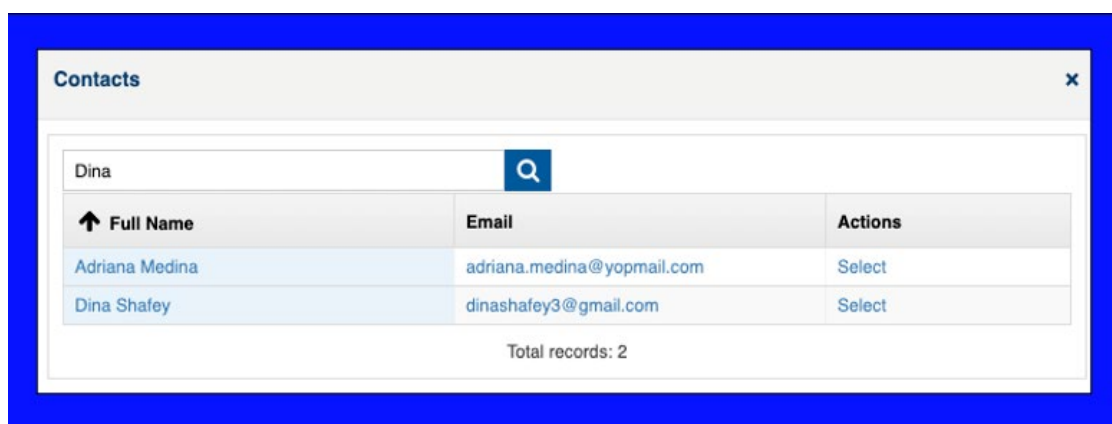 Contacts
Dina
Full Name Email Actions
Adriana Medina adriana.medina@yopmail.com Select
Dina Shafey dinashafey3@gmail.com Select
Total records: 2